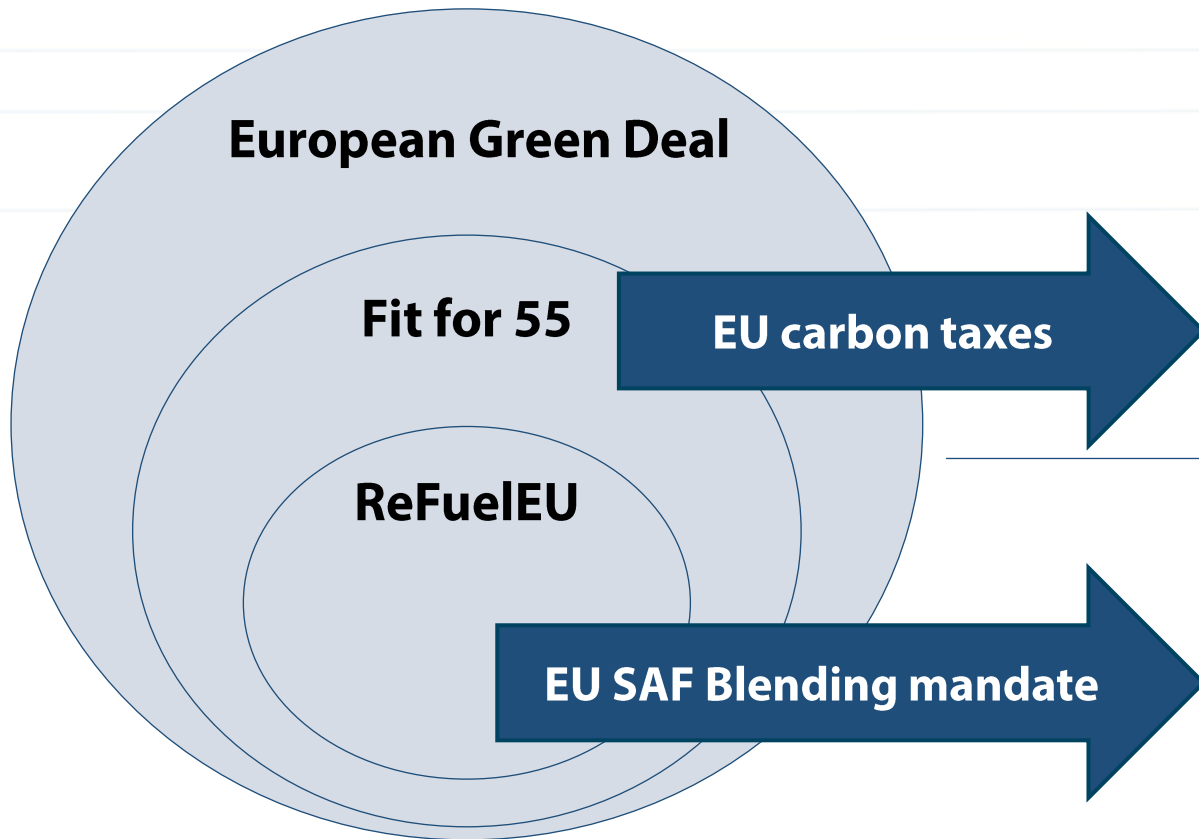 European Green Deal
Fit for 55
EU carbon taxes
ReFuelEU
EU SAF Blending mandate